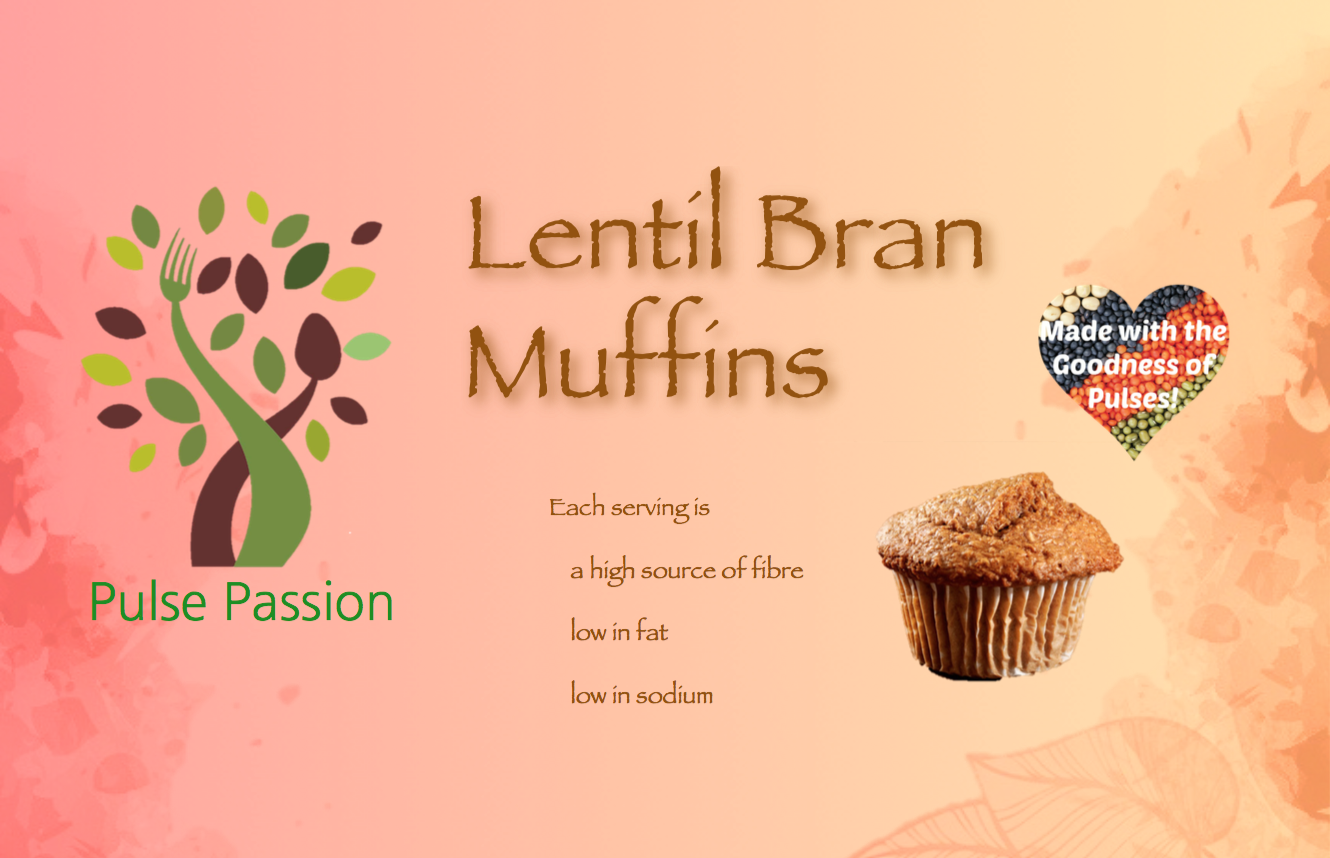 Lentil Bran
Muffins
Made with the
Goodness of
Pulses!
Each serving is
a high source of fibre
low in fat
low in sodium
Pulse Passion